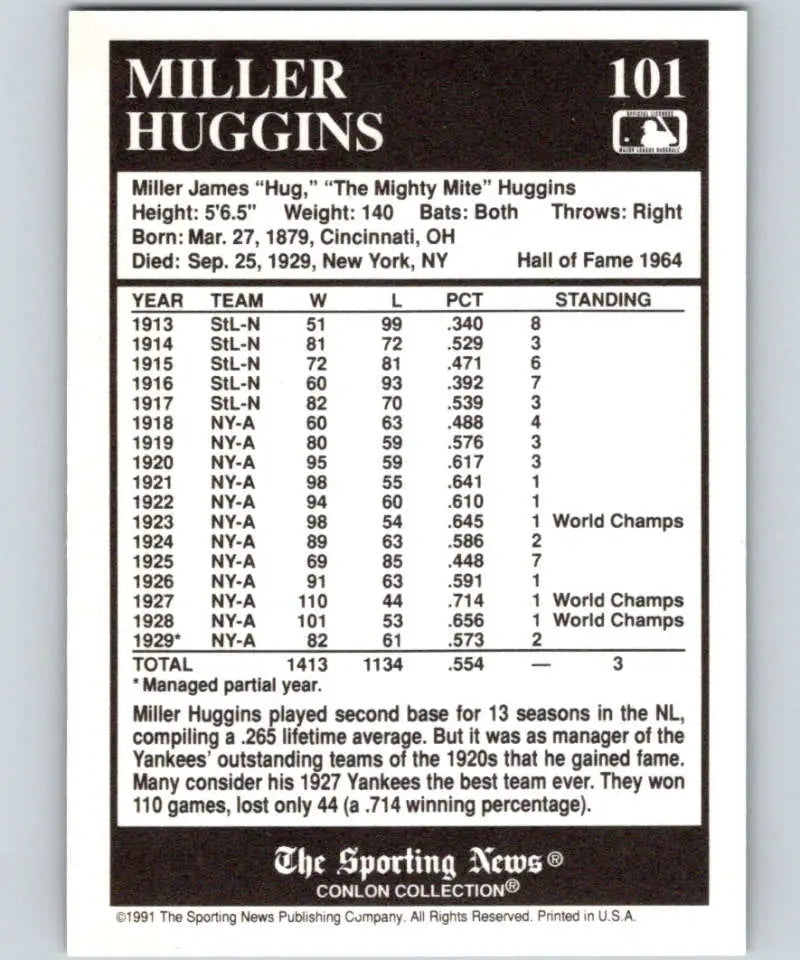 MILLER 101
HUGGINS
OFFICIAL LICENSEE
MAJOR LEAGUE BASEBALL
Miller James "Hug," "The Mighty Mite" Huggins
Height: 5'6.5" Weight: 140 Bats: Both Throws: Right
Born: Mar. 27, 1879, Cincinnati, OH
Died: Sep. 25, 1929, New York, NY Hall of Fame 1964
YEAR TEAM W L PCT STANDING
1913 StL-N 51 99 .340 8
1914 StL-N 81 72 .529 3
1915 StL-N 72 81 .471 6
1916 StL-N 60 93 .392 7
1917 StL-N 82 70 .539 3
1918 NY-A 60 63 .488 4
1919 NY-A 80 59 .576 3
1920 NY-A 95 59 .617 3
1921 NY-A 98 55 .641 1
1922 NY-A 94 60 .610 1
1923 NY-A 98 54 .645 1 World Champs
1924 NY-A 89 63 .586 2
1925 NY-A 69 85 .448 7
1926 NY-A 91 63 .591 1
1927 NY-A 110 44 .714 1 World Champs
1928 NY-A 101 53 .656 1 World Champs
1929* NY-A 82 61 .573 2
TOTAL 1413 1134 .554 — 3
*Managed partial year.
Miller Huggins played second base for 13 seasons in the NL,
compiling a .265 lifetime average. But it was as manager of the
Yankees' outstanding teams of the 1920s that he gained fame.
Many consider his 1927 Yankees the best team ever. They won
110 games, lost only 44 (a .714 winning percentage).
The Sporting News®
CONLON COLLECTION®
©1991 The Sporting News Publishing Company. All Rights Reserved. Printed in U.S.A.